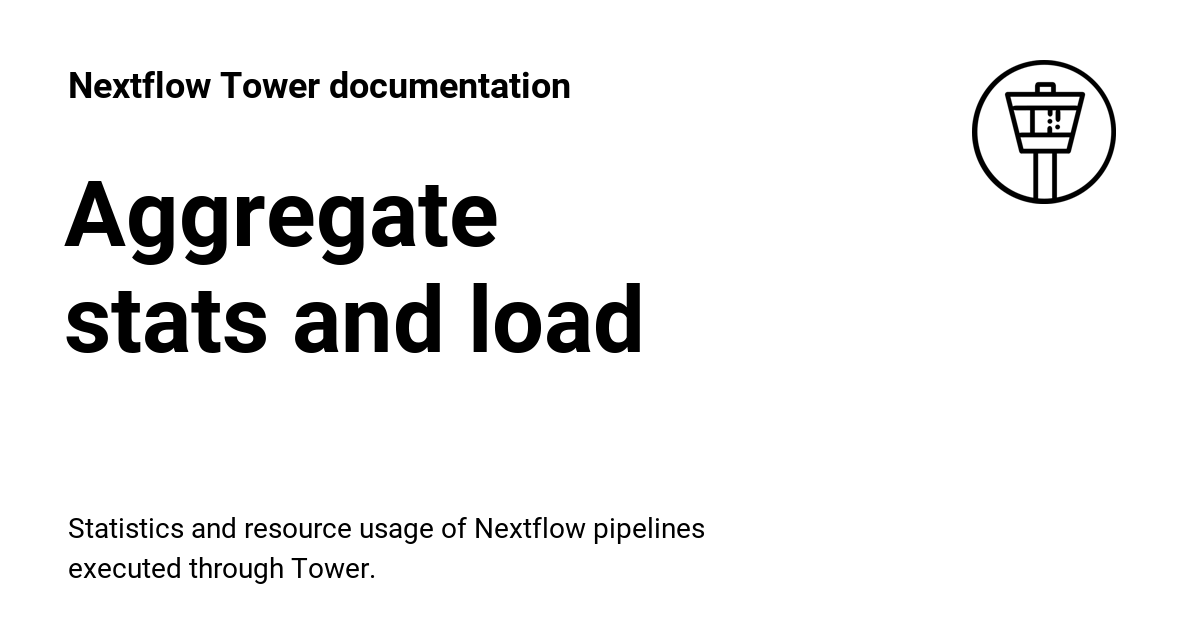 Nextflow Tower documentation
Aggregate
stats and load
Statistics and resource usage of Nextflow pipelines
executed through Tower.